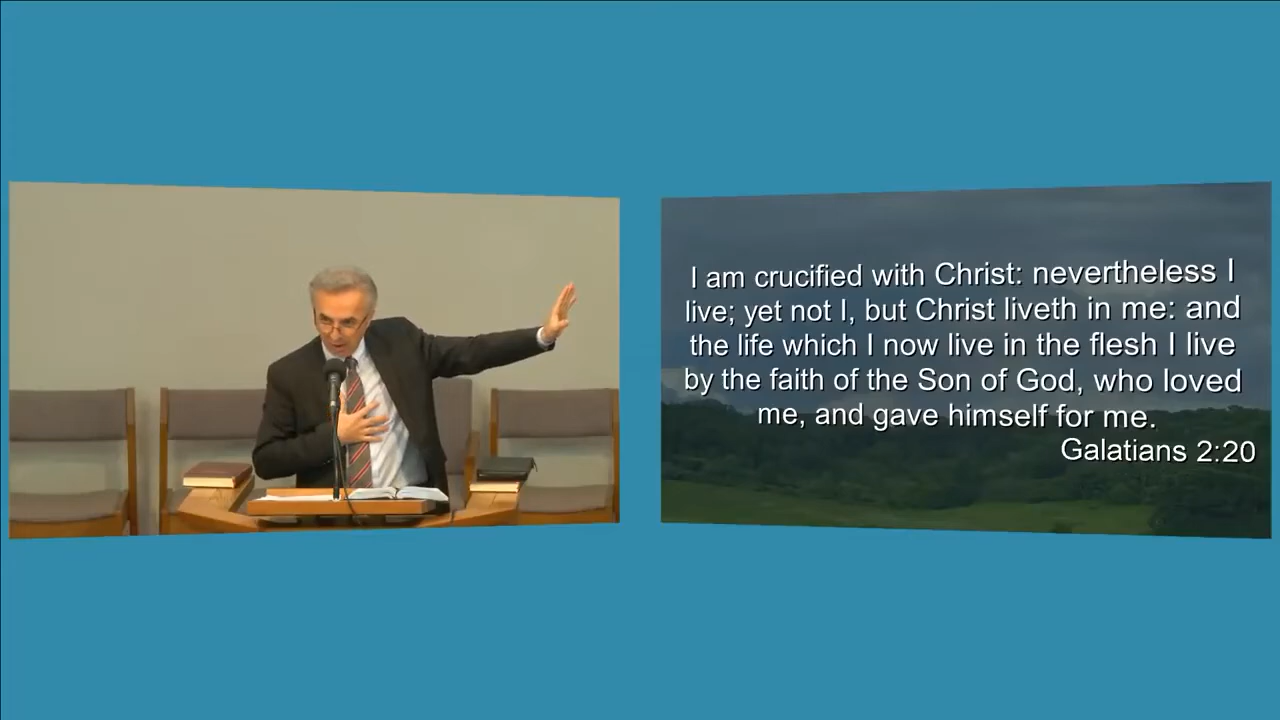 I am crucified with Christ: nevertheless I
live; yet not I, but Christ liveth in me: and
the life which I now live in the flesh I live
by the faith of the Son of God, who loved
me, and gave himself for me.
Galatians 2:20